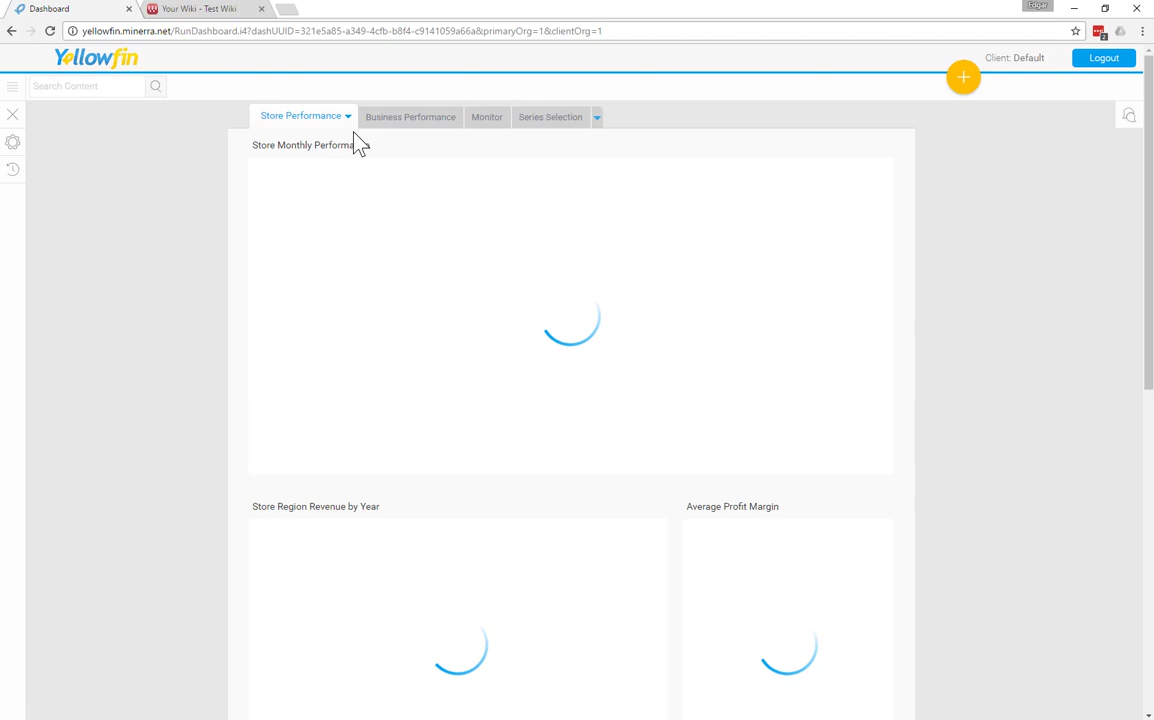 Dashboard
Your Wiki - Test Wiki
Edgar
yellowfin.minerra.net/RunDashboard.i4?dashUUID=321e5a85-a349-4cfb-b8f4-c9141059a66a&primaryOrg=1&clientOrg=1
2
Yellowfin
Client: Default
Logout
Search Content
Store Performance
Business Performance
Monitor
Series Selection
Store Monthly Performa
Store Region Revenue by Year
Average Profit Margin